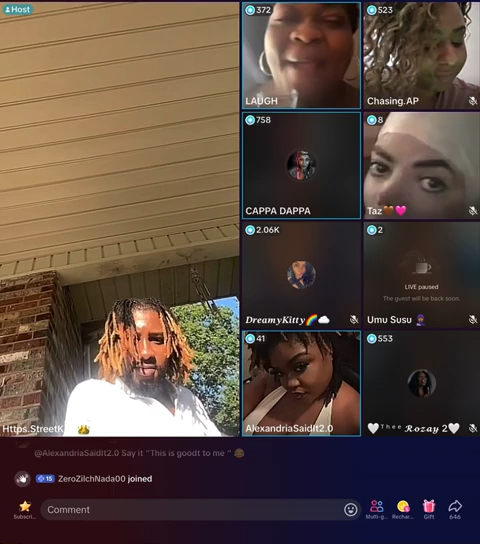 Host
372
LAUGH
523
Chasing.AP
758
CAPPA DAPPA
8
Taz🤎💗
2.06K
𝑫𝒓𝒆𝒂𝒎𝒚𝑲𝒊𝒕𝒕𝒚🌈☁️
2
LIVE paused
The guest will be back soon.
Umu Susu
Https.StreetK
41
AlexandriaSaidIt2.0
553
🤍ᵀʰᵉᵉ 𝓡𝓸𝔃𝓪𝔂 2🤍
@AlexandriaSaidIt2.0 Say it "This is goodt to me "
15 ZeroZilchNada00 joined
Comment
Subscri...
Multi-g...
Rechar...
Gift
646